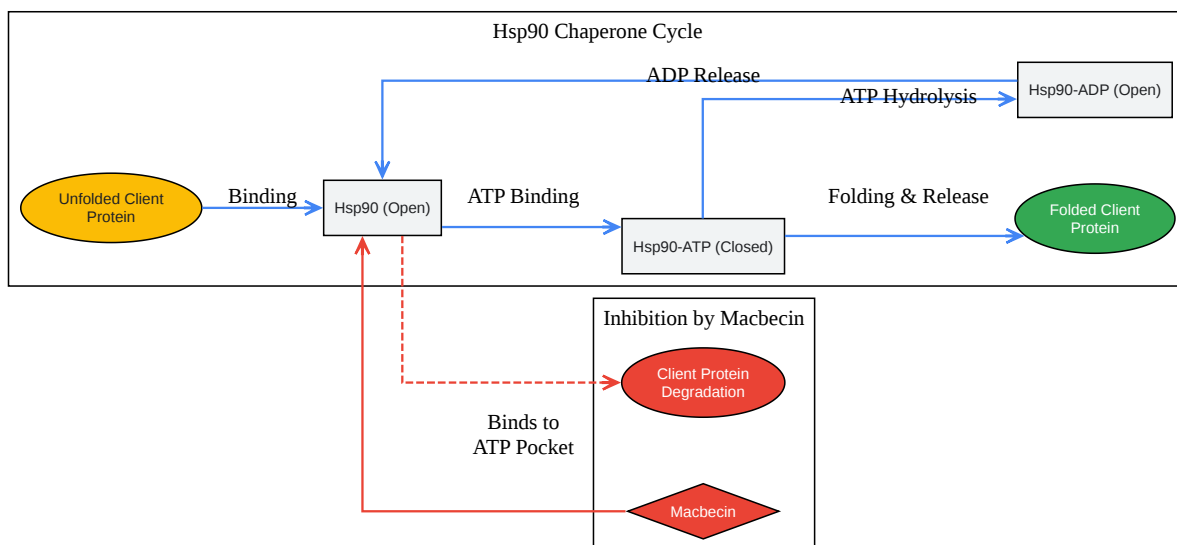 Hsp90 Chaperone Cycle
ADP Release
ATP Hydrolysis
Hsp90-ADP (Open)
Unfolded Client
Protein
Binding
Hsp90 (Open)
ATP Binding
Hsp90-ATP (Closed)
Folding & Release
Folded Client
Protein
Inhibition by Macbecin
Client Protein
Degradation
Binds to
ATP Pocket
Macbecin